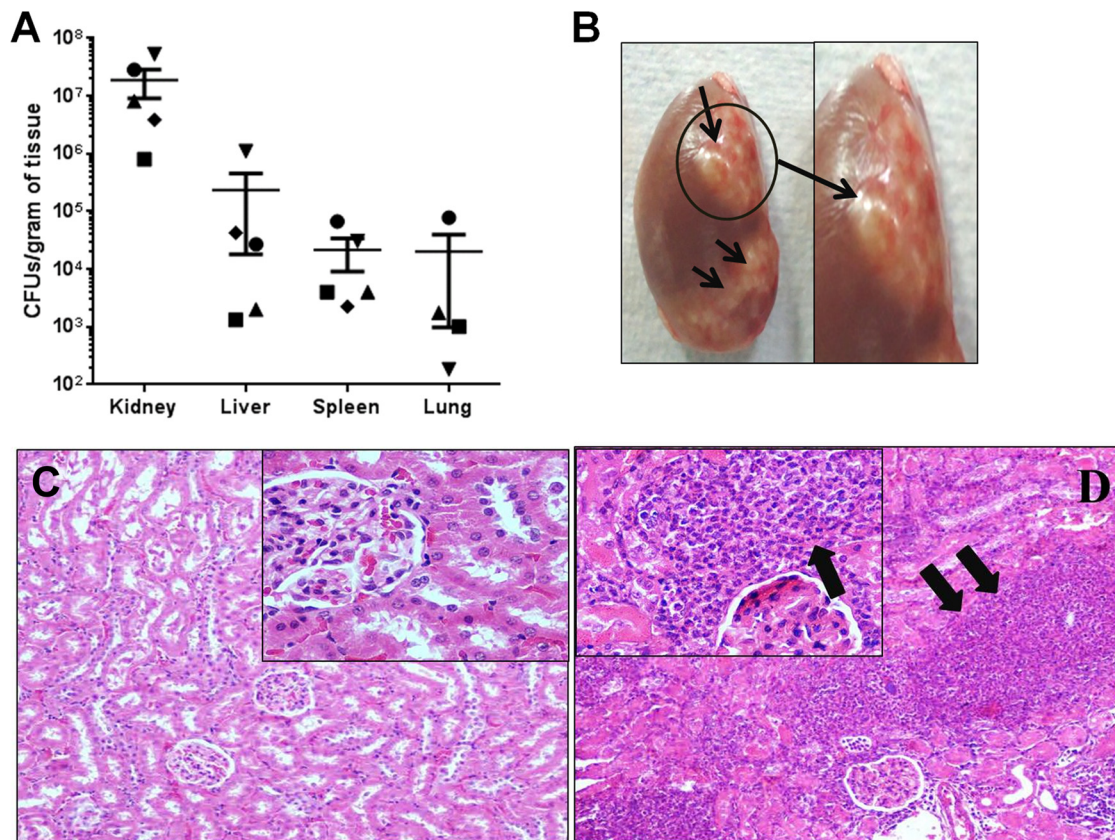 A
B
CFUs/gram of tissue
10⁸
10⁷
10⁶
10⁵
10⁴
10³
10²
Kidney Liver Spleen Lung
C
D